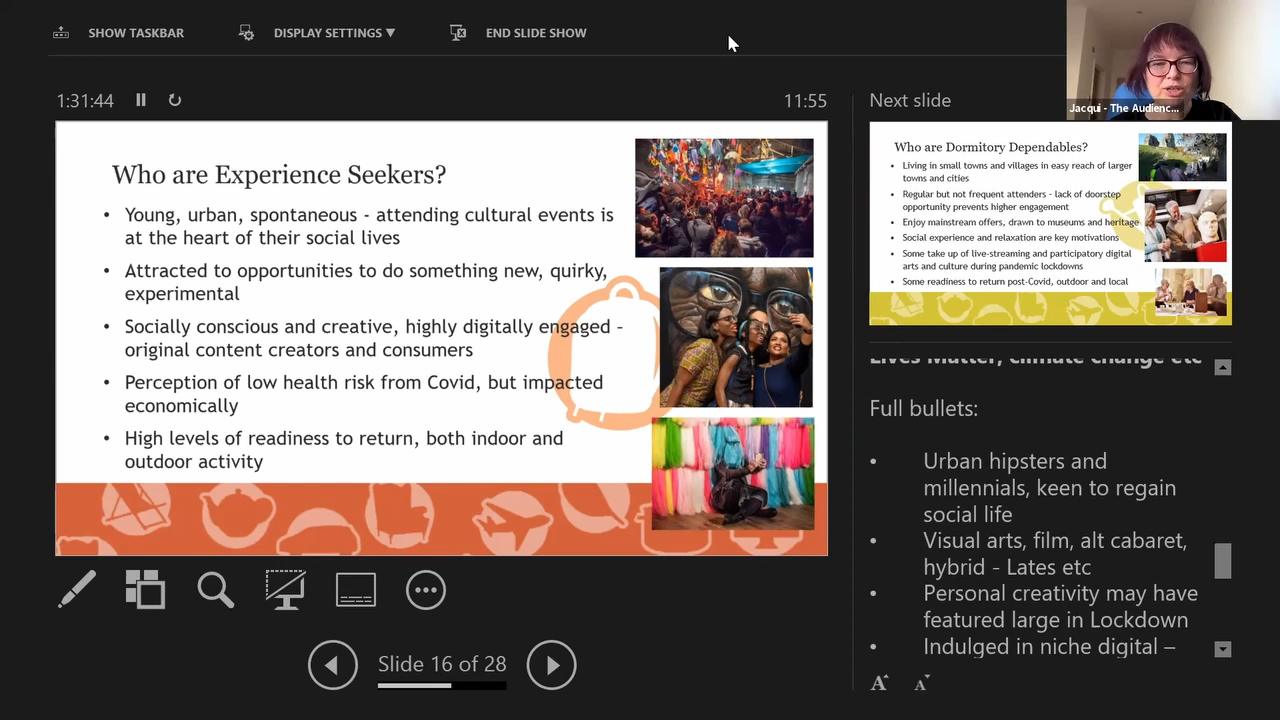 SHOW TASKBAR
DISPLAY SETTINGS ▼
END SLIDE SHOW
Jacqui - The Audienc...
1:31:44
11:55
Next slide
Who are Experience Seekers?
• Young, urban, spontaneous - attending cultural events is
at the heart of their social lives
• Attracted to opportunities to do something new, quirky,
experimental
• Socially conscious and creative, highly digitally engaged -
original content creators and consumers
• Perception of low health risk from Covid, but impacted
economically
• High levels of readiness to return, both indoor and
outdoor activity
Who are Dormitory Dependables?
• Living in small towns and villages in easy reach of larger
towns and cities
• Regular but not frequent attenders - lack of doorstep
opportunity prevents higher engagement
• Enjoy mainstream offers, drawn to museums and heritage
• Social experience and relaxation are key motivations
• Some take up of live-streaming and participatory digital
arts and culture during pandemic lockdowns
• Some readiness to return post-Covid, outdoor and local
Lives Matter, climate change etc
Full bullets:
• Urban hipsters and
millennials, keen to regain
social life
• Visual arts, film, alt cabaret,
hybrid - Lates etc
• Personal creativity may have
featured large in Lockdown
• Indulged in niche digital –
Slide 16 of 28
A A